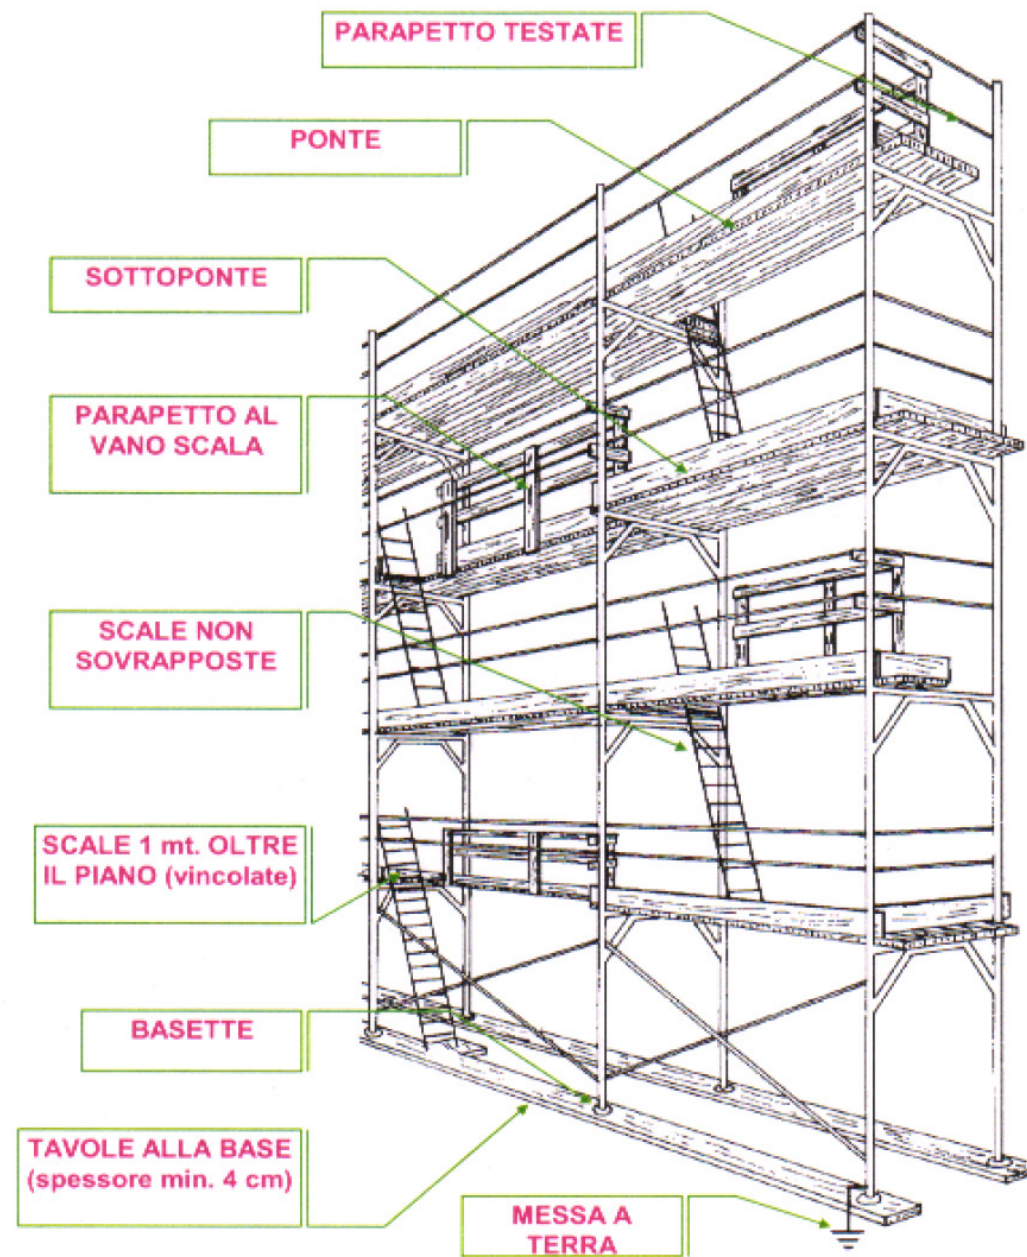 PARAPETTO TESTATE
PONTE
SOTTOPONTE
PARAPETTO AL
VANO SCALA
SCALE NON
SOVRAPPOSTE
SCALE 1 mt. OLTRE
IL PIANO (vincolate)
BASETTE
TAVOLE ALLA BASE
(spessore min. 4 cm)
MESSA A
TERRA